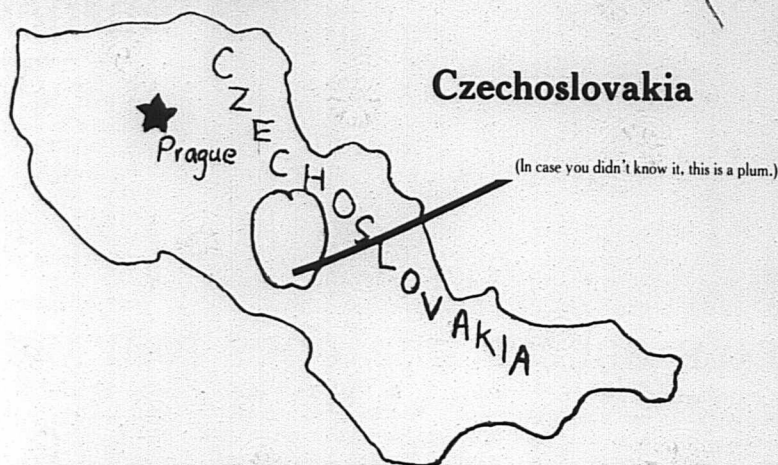 Czechoslovakia
(In case you didn't know it, this is a plum.)
CZECHOSLOVAKIA
Prague